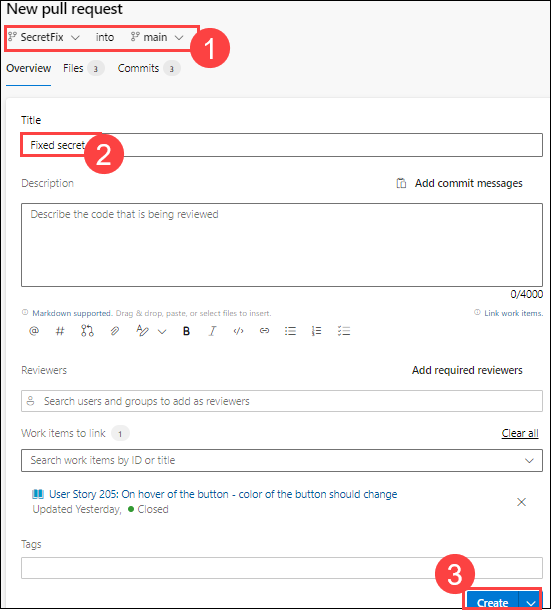 New pull request
SecretFix into main
1
Overview Files 3 Commits 3
Title
Fixed secret
2
Description Add commit messages
Describe the code that is being reviewed
0/4000
Markdown supported. Drag & drop, paste, or select files to insert. Link work items.
@ # B I </>
Reviewers Add required reviewers
Search users and groups to add as reviewers
Work items to link 1 Clear all
Search work items by ID or title
User Story 205: On hover of the button - color of the button should change
Updated Yesterday, Closed
Tags
3
Create